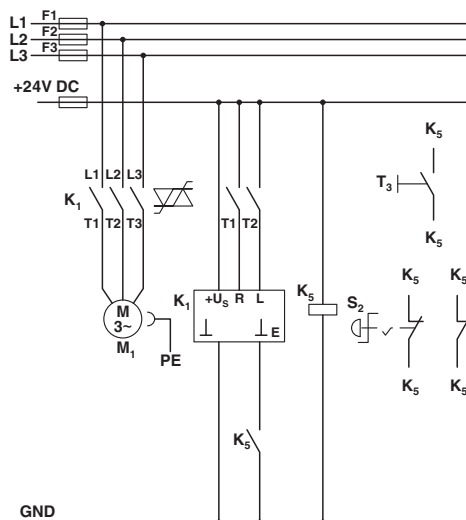 L1 F1
L2 F2
L3 F3
+24V DC
K5
L1 L2 L3
T3
K1
T1 T2 T3
T1 T2
K5
K1 +US R L
K5
S2
K5 K5
M
3~
E
M1
PE
K5 K5
K5
GND